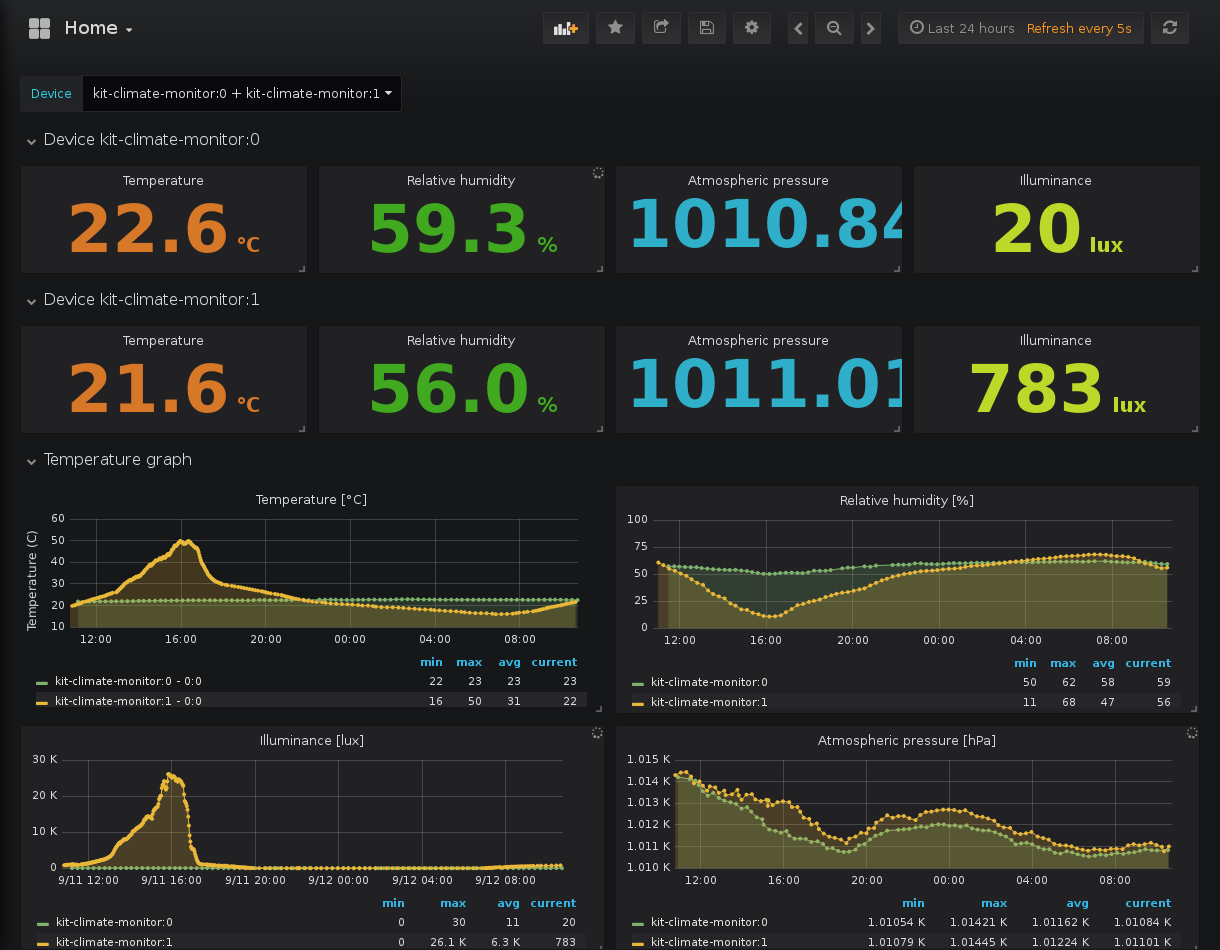 Home
Last 24 hours Refresh every 5s
Device kit-climate-monitor:0 + kit-climate-monitor:1
Device kit-climate-monitor:0
Temperature Relative humidity Atmospheric pressure Illuminance
22.6 °C 59.3 % 1010.84 20 lux
Device kit-climate-monitor:1
Temperature Relative humidity Atmospheric pressure Illuminance
21.6 °C 56.0 % 1011.01 783 lux
Temperature graph
Temperature [°C]
Temperature (C)
60
50
40
30
20
10
12:00 16:00 20:00 00:00 04:00 08:00
min max avg current
kit-climate-monitor:0 - 0:0 22 23 23 23
kit-climate-monitor:1 - 0:0 16 50 31 22
Relative humidity [%]
100
75
50
25
0
12:00 16:00 20:00 00:00 04:00 08:00
min max avg current
kit-climate-monitor:0 50 62 58 59
kit-climate-monitor:1 11 68 47 56
Illuminance [lux]
30 K
20 K
10 K
0
9/11 12:00 9/11 16:00 9/11 20:00 9/12 00:00 9/12 04:00 9/12 08:00
min max avg current
kit-climate-monitor:0 0 30 11 20
kit-climate-monitor:1 0 26.1 K 6.3 K 783
Atmospheric pressure [hPa]
1.015 K
1.014 K
1.013 K
1.012 K
1.011 K
1.010 K
12:00 16:00 20:00 00:00 04:00 08:00
min max avg current
kit-climate-monitor:0 1.01054 K 1.01421 K 1.01162 K 1.01084 K
kit-climate-monitor:1 1.01079 K 1.01445 K 1.01224 K 1.01101 K